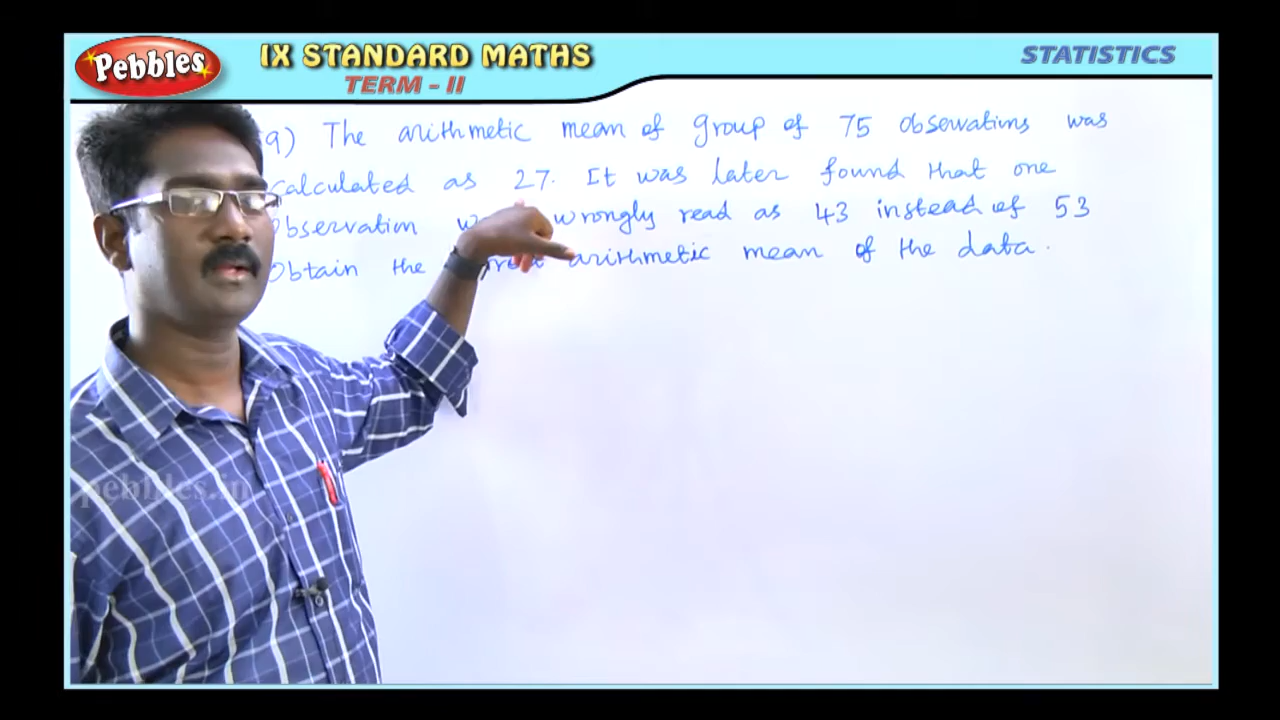 Pebbles
IX STANDARD MATHS
TERM - II
STATISTICS
9) The arithmetic mean of group of 75 observations was
calculated as 27. It was later found that one
observation wrongly read as 43 instead of 53
Obtain the arithmetic mean of the data.
pebbles.in